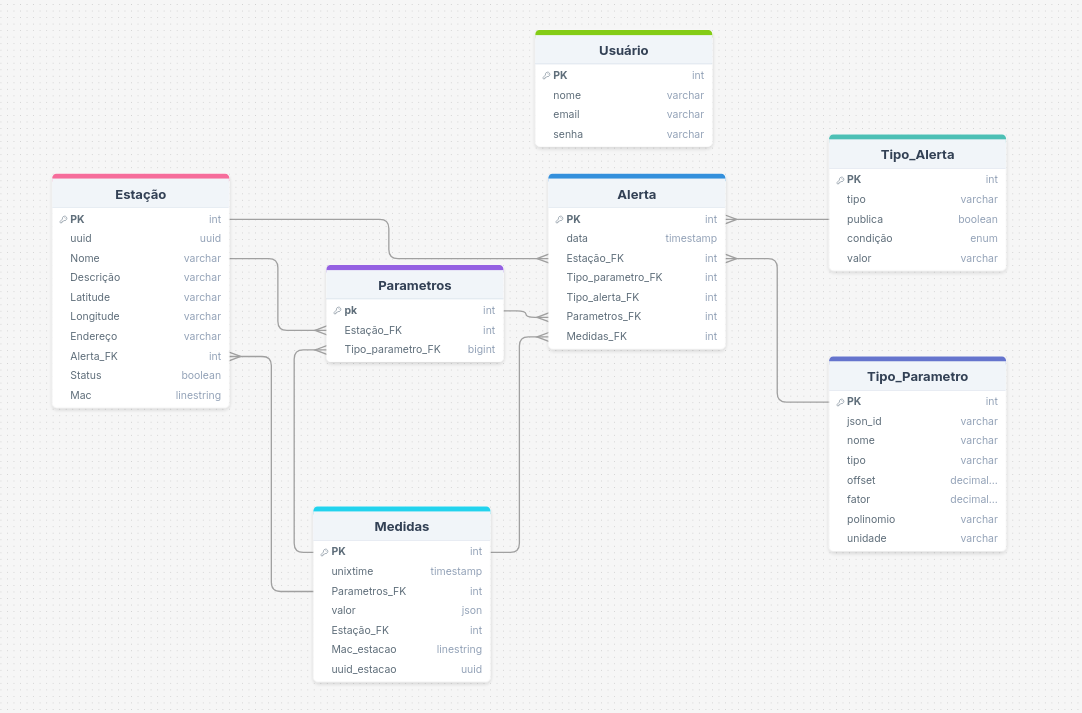 Usuário
PK int
nome varchar
email varchar
senha varchar
Tipo_Alerta
PK int
tipo varchar
publica boolean
condição enum
valor varchar
Estação
PK int
uuid uuid
Nome varchar
Descrição varchar
Latitude varchar
Longitude varchar
Endereço varchar
Alerta_FK int
Status boolean
Mac linestring
Alerta
PK int
data timestamp
Estação_FK int
Tipo_parametro_FK int
Tipo_alerta_FK int
Parametros_FK int
Medidas_FK int
Parametros
pk int
Estação_FK int
Tipo_parametro_FK bigint
Tipo_Parametro
PK int
json_id varchar
nome varchar
tipo varchar
offset decimal...
fator decimal...
polinomio varchar
unidade varchar
Medidas
PK int
unixtime timestamp
Parametros_FK int
valor json
Estação_FK int
Mac_estacao linestring
uuid_estacao uuid